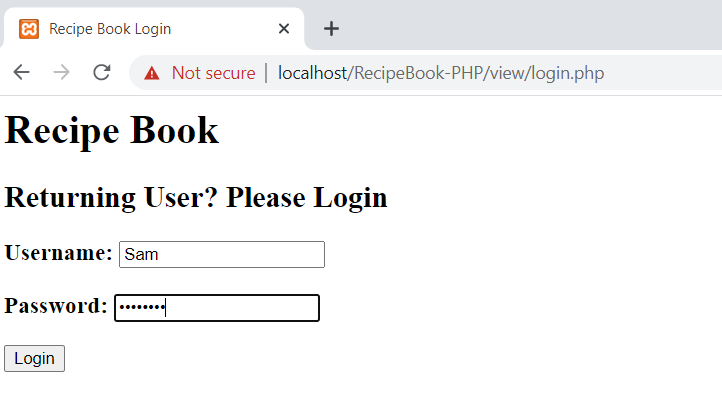 Recipe Book Login
Not secure | localhost/RecipeBook-PHP/view/login.php
Recipe Book
Returning User? Please Login
Username: Sam
Password: ••••••••
Login